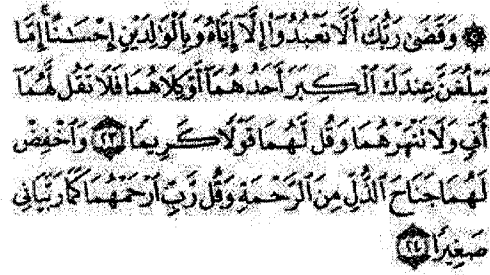 ۞ وَقَضَىٰ رَبُّكَ أَلَّا تَعْبُدُوٓا۟ إِلَّآ إِيَّاهُ وَبِٱلْوَٰلِدَيْنِ إِحْسَٰنًا ۚ إِمَّا
يَبْلُغَنَّ عِندَكَ ٱلْكِبَرَ أَحَدُهُمَآ أَوْ كِلَاهُمَا فَلَا تَقُل لَّهُمَآ
أُفٍّ وَلَا تَنْهَرْهُمَا وَقُل لَّهُمَا قَوْلًا كَرِيمًا ﴿٢٣﴾ وَٱخْفِضْ
لَهُمَا جَنَاحَ ٱلذُّلِّ مِنَ ٱلرَّحْمَةِ وَقُل رَّبِّ ٱرْحَمْهُمَا كَمَا رَبَّيَانِى
صَغِيرًا ﴿٢٤﴾